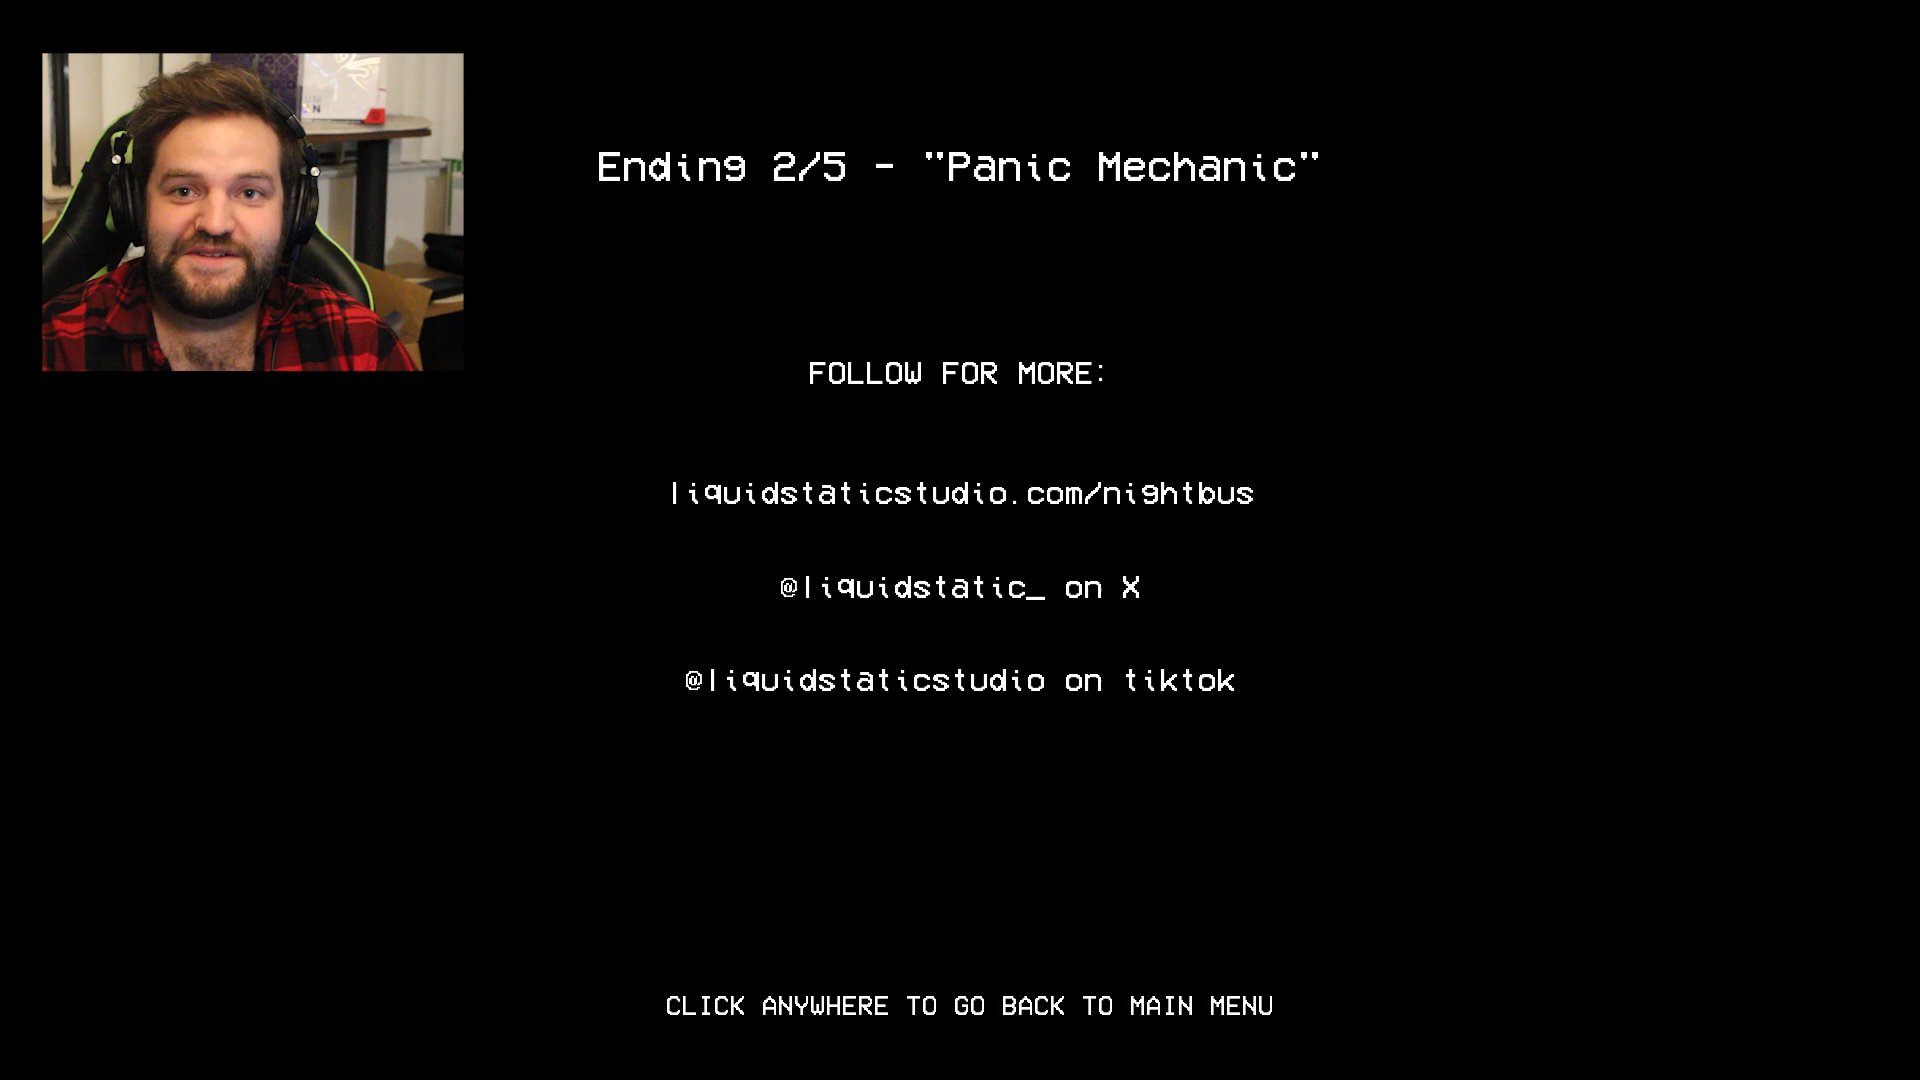 Ending 2/5 - "Panic Mechanic"
FOLLOW FOR MORE:
liquidstaticstudio.com/nightbus
@liquidstatic_ on X
@liquidstaticstudio on tiktok
CLICK ANYWHERE TO GO BACK TO MAIN MENU